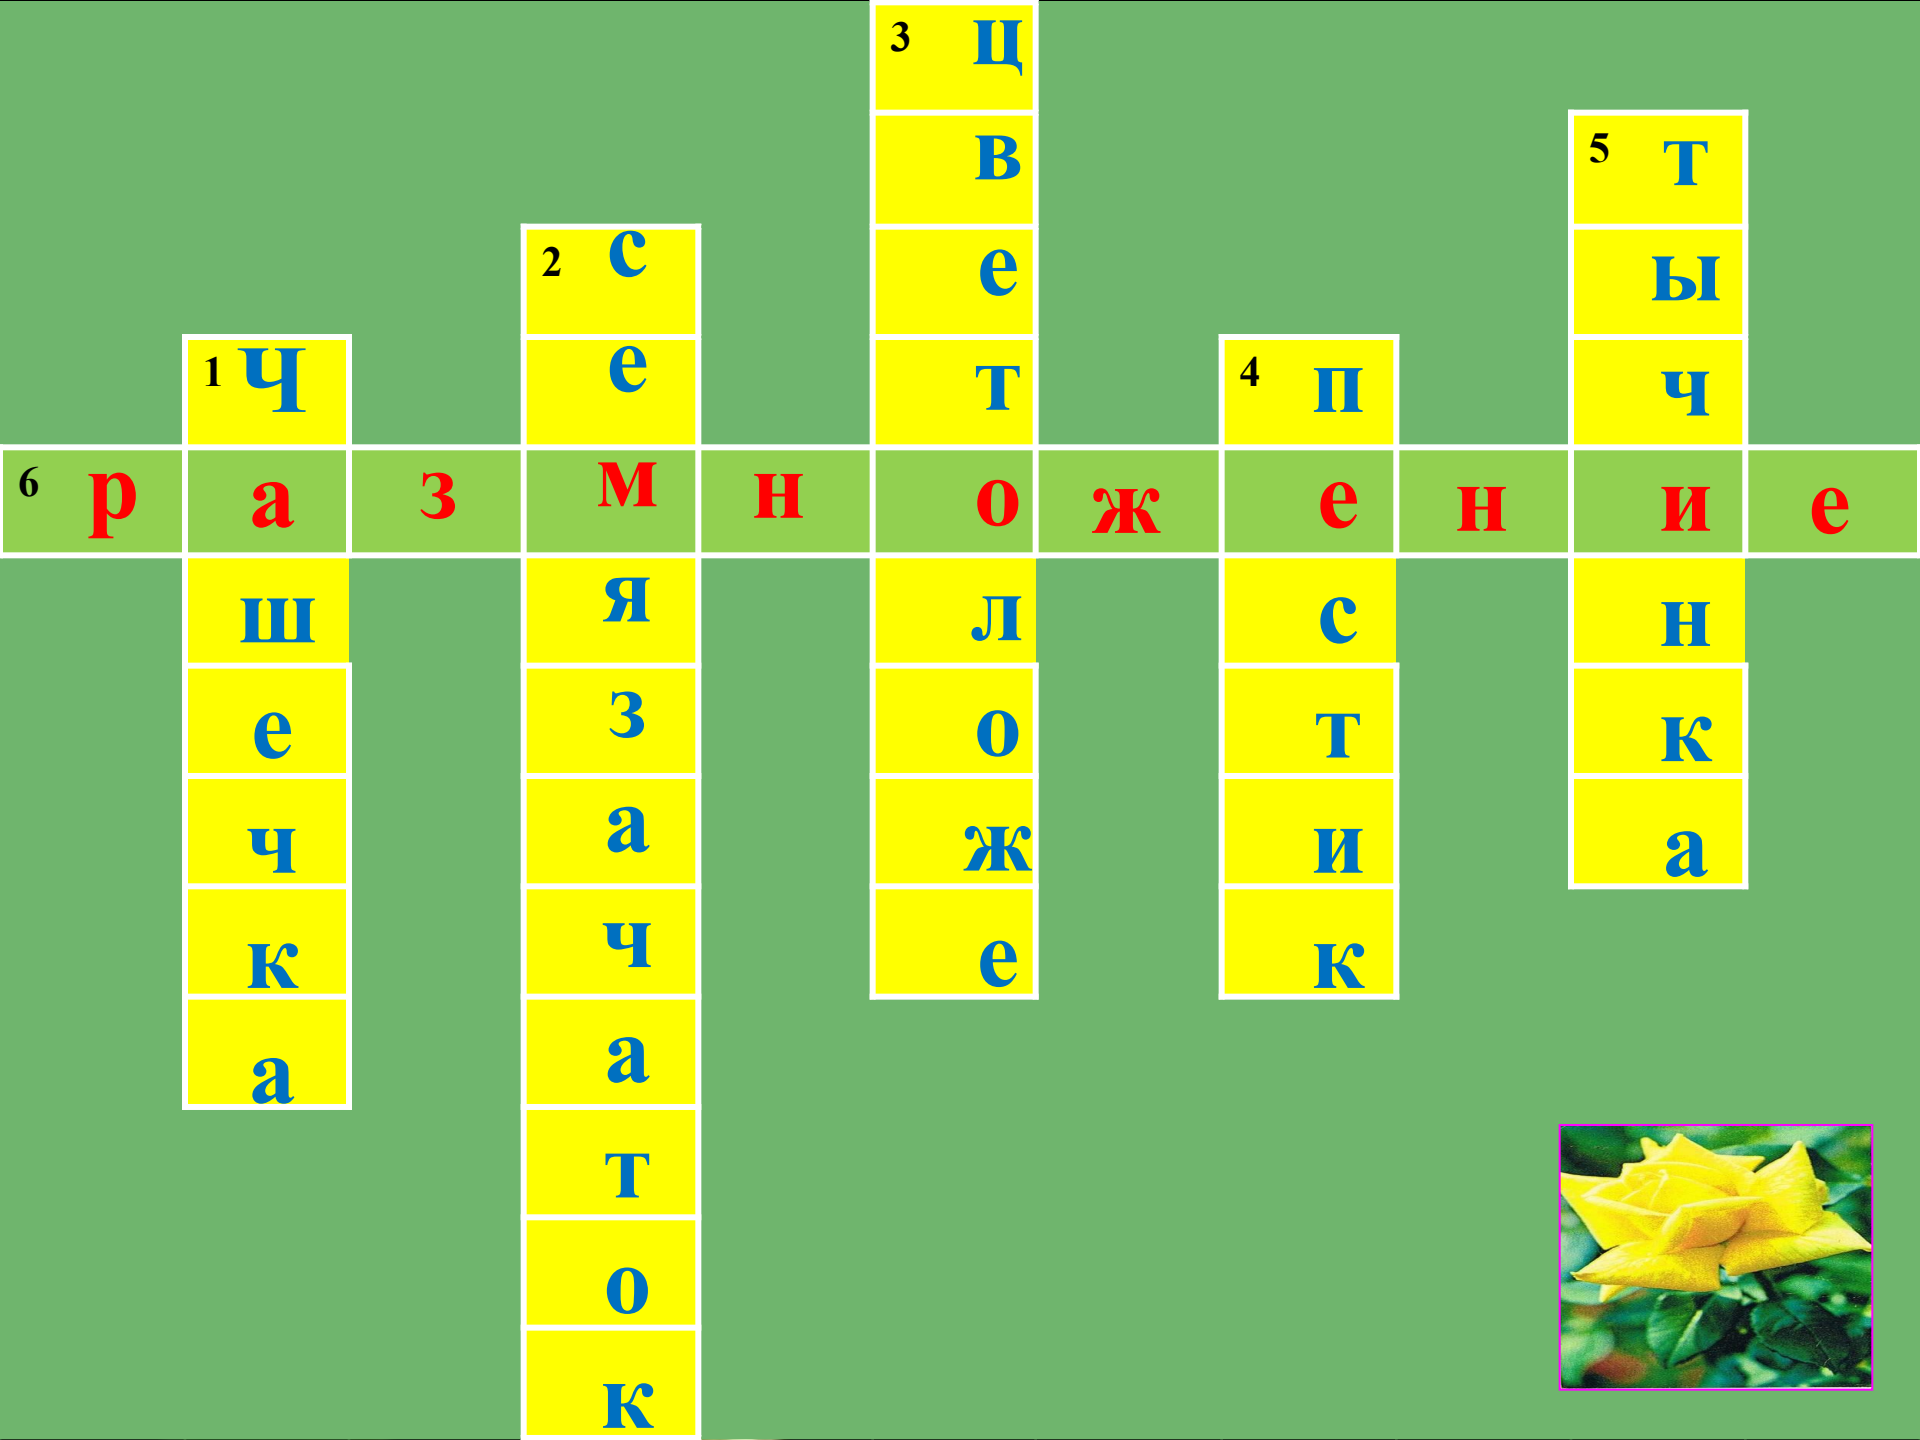 1 Чашечка
2 семязачаток
3 цветоложе
4 пестик
5 тычинка
6 размножение